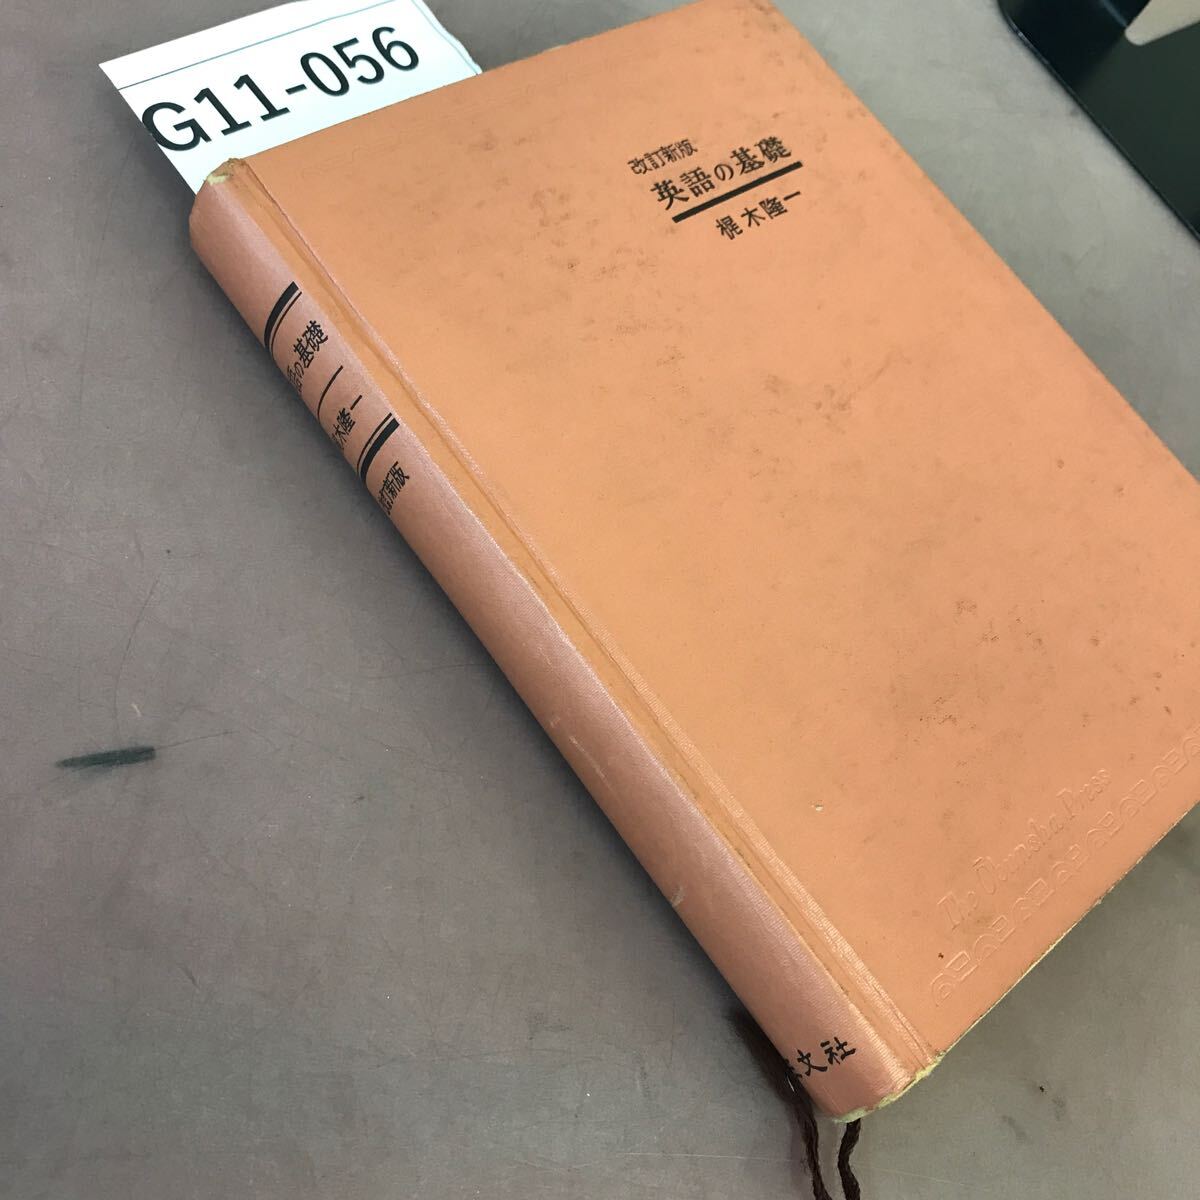 G11-056
改訂新版
英語の基礎
梶木隆一
語の基礎
木隆一
訂新版
文社
The Obunsha Press